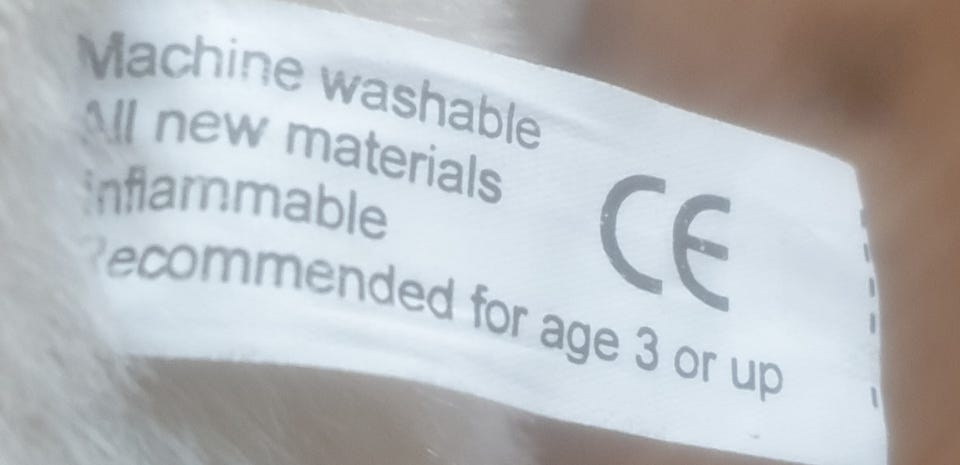 Machine washable
All new materials
inflammable
Recommended for age 3 or up
CE